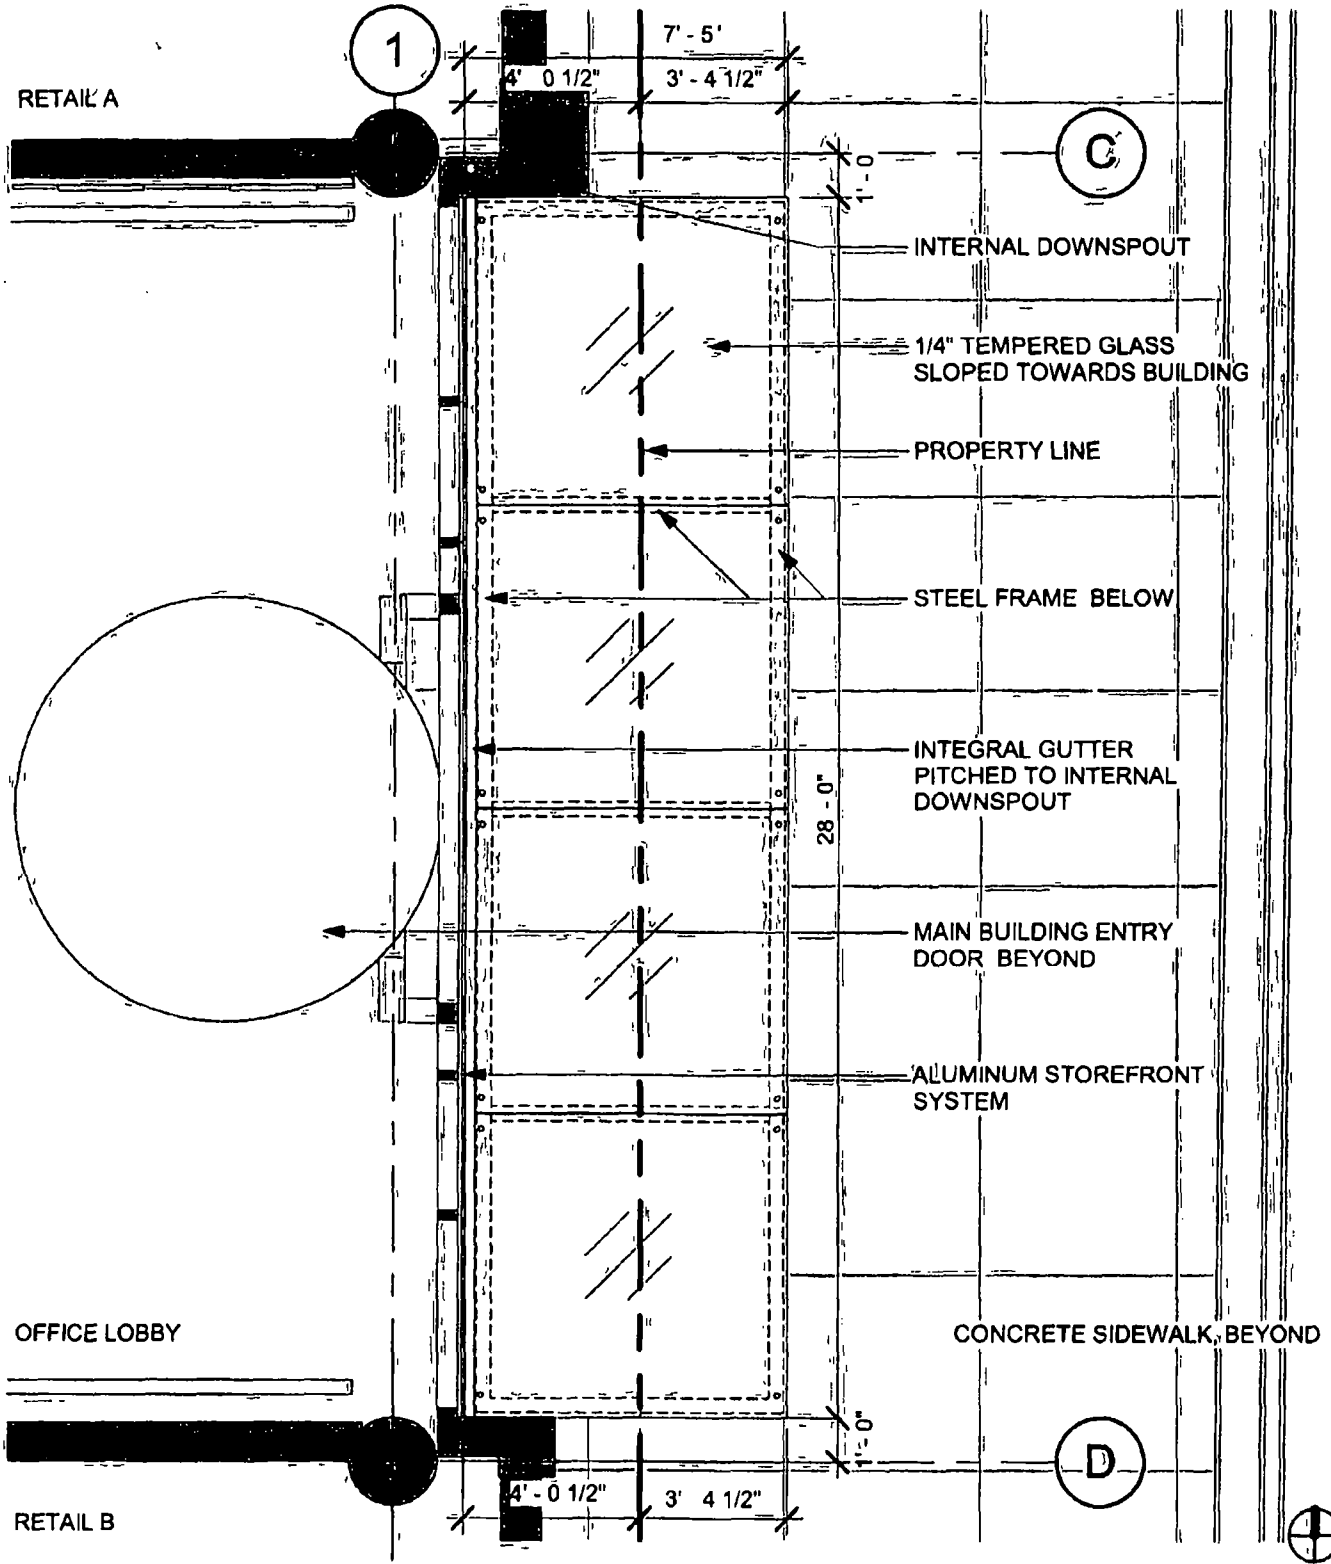 1
7' - 5'
4' 0 1/2"
3' - 4 1/2"
RETAIL A
C
1' - 0
INTERNAL DOWNSPOUT
1/4" TEMPERED GLASS
SLOPED TOWARDS BUILDING
PROPERTY LINE
STEEL FRAME BELOW
INTEGRAL GUTTER
PITCHED TO INTERNAL
DOWNSPOUT
28 - 0"
MAIN BUILDING ENTRY
DOOR BEYOND
ALUMINUM STOREFRONT
SYSTEM
OFFICE LOBBY
CONCRETE SIDEWALK, BEYOND
1' - 0"
D
4' - 0 1/2"
3' 4 1/2"
RETAIL B